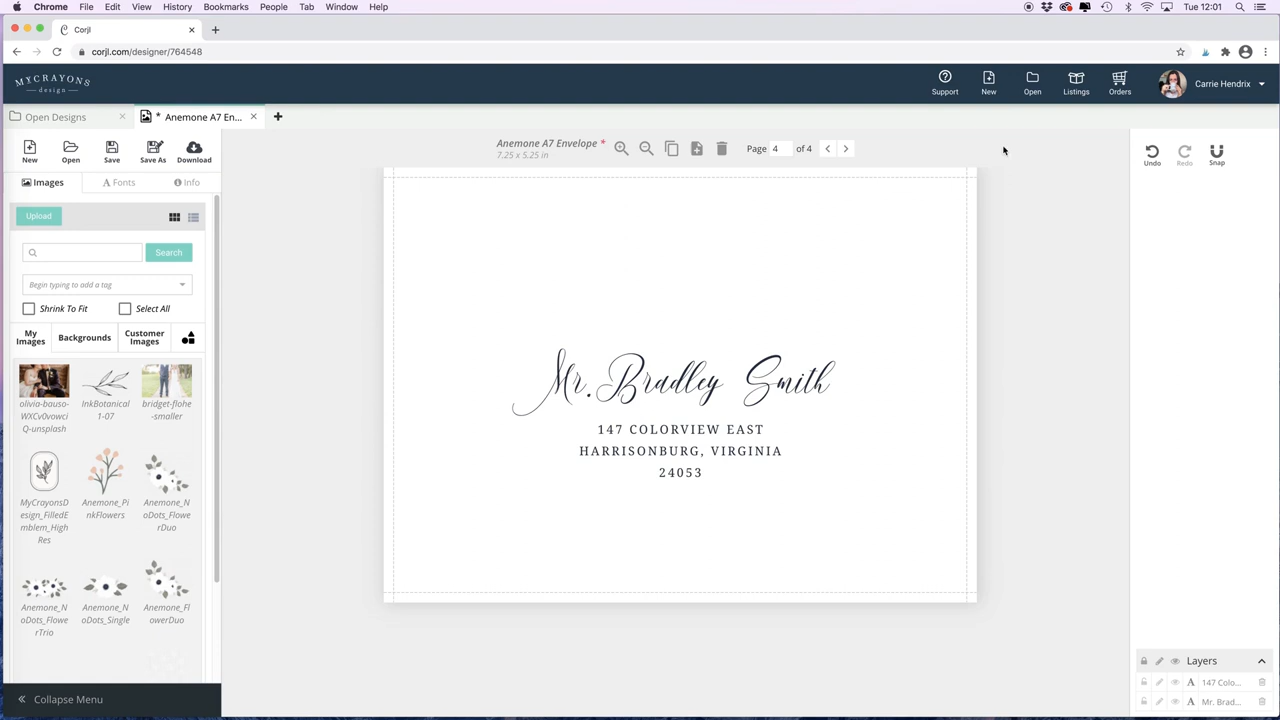 Chrome File Edit View History Bookmarks People Tab Window Help Tue 12:01
Corjl
corjl.com/designer/764548
MYCRAYONS
design
Support New Open Listings Orders Carrie Hendrix
Open Designs * Anemone A7 En...
New Open Save Save As Download
Anemone A7 Envelope *
7.25 x 5.25 in
Page 4 of 4
Undo Redo Snap
Images Fonts Info
Upload
Search
Begin typing to add a tag
Shrink To Fit Select All
My Images Backgrounds Customer Images
olivia-bauso-WXCv0vowciQ-unsplash
InkBotanical1-07
bridget-flohe-smaller
MyCrayonsDesign_FilledEmblem_HighRes
Anemone_PinkFlowers
Anemone_NoDots_FlowerDuo
Anemone_NoDots_FlowerTrio
Anemone_NoDots_Single
Anemone_FlowerDuo
Collapse Menu
Mr. Bradley Smith
147 COLORVIEW EAST
HARRISONBURG, VIRGINIA
24053
Layers
A 147 Colo...
A Mr. Brad...